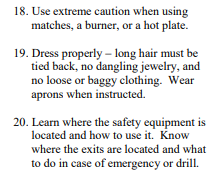 18. Use extreme caution when using
matches, a burner, or a hot plate.
19. Dress properly – long hair must be
tied back, no dangling jewelry, and
no loose or baggy clothing. Wear
aprons when instructed.
20. Learn where the safety equipment is
located and how to use it. Know
where the exits are located and what
to do in case of emergency or drill.